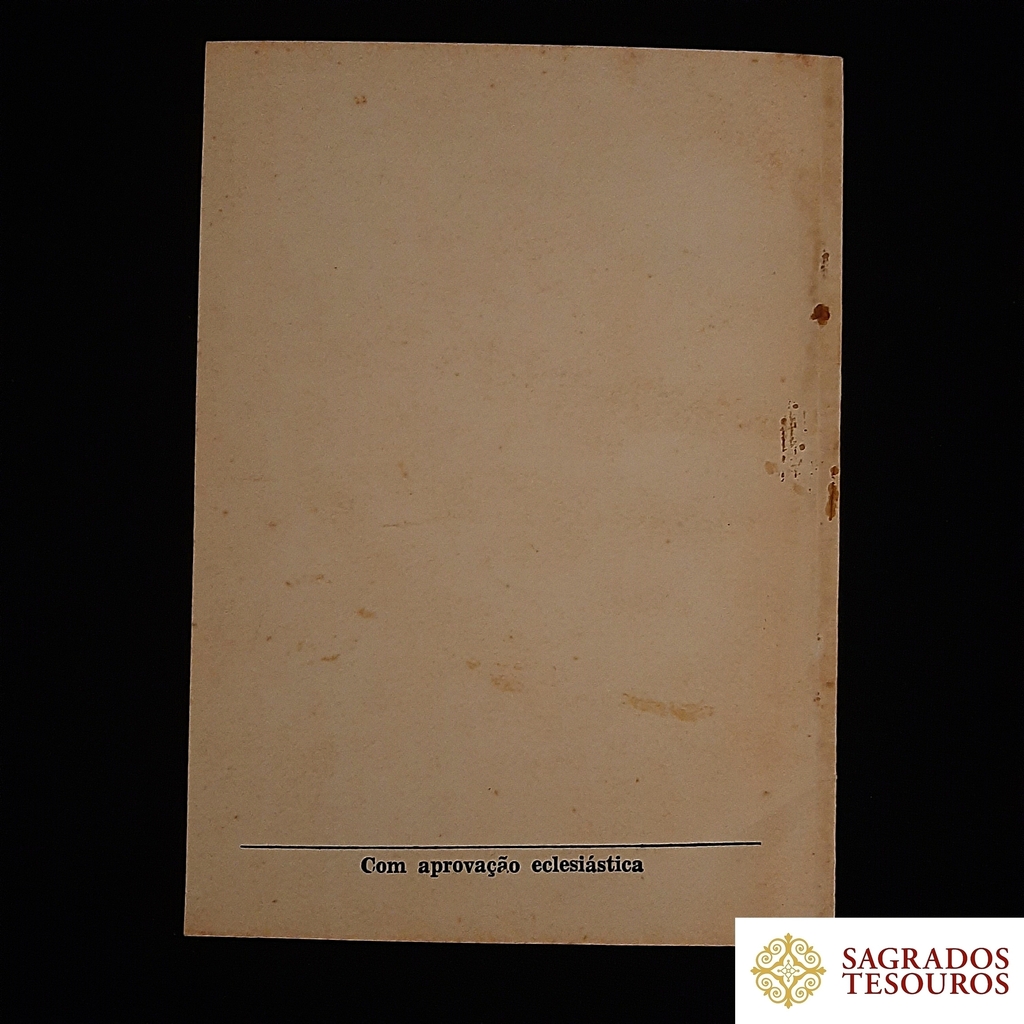 Com aprovação eclesiástica
SAGRADOS
TESOUROS